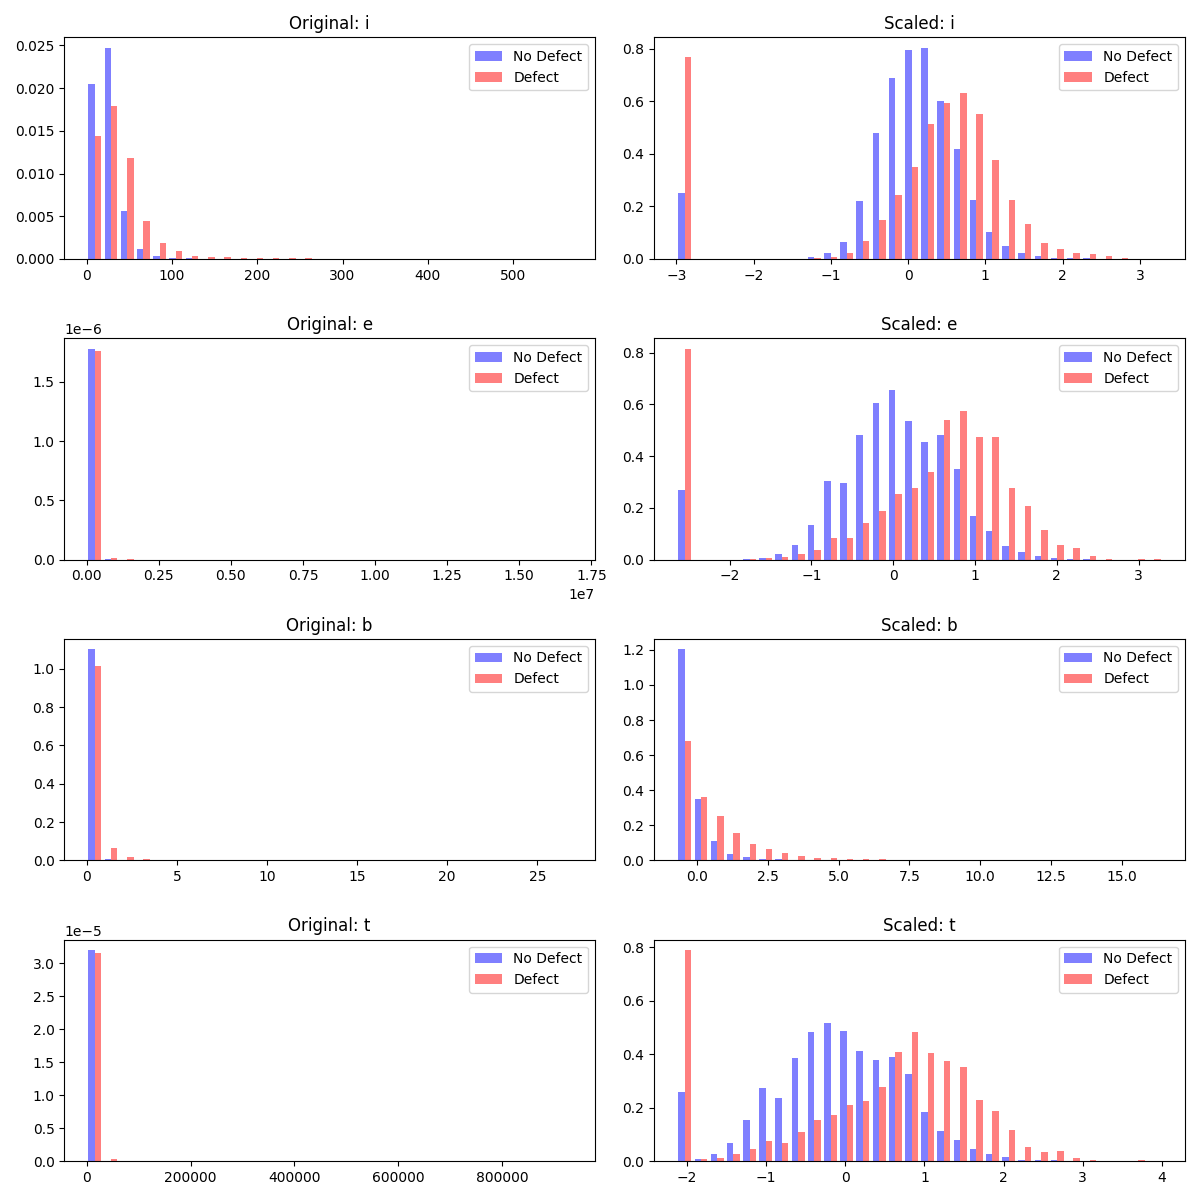 Original: i
0.025
0.020
0.015
0.010
0.005
0.000
0 100 200 300 400 500
No Defect
Defect
Scaled: i
0.8
0.6
0.4
0.2
0.0
−3 −2 −1 0 1 2 3
No Defect
Defect
Original: e
1e−6
1.5
1.0
0.5
0.0
0.00 0.25 0.50 0.75 1.00 1.25 1.50 1.75
1e7
No Defect
Defect
Scaled: e
0.8
0.6
0.4
0.2
0.0
−2 −1 0 1 2 3
No Defect
Defect
Original: b
1.0
0.8
0.6
0.4
0.2
0.0
0 5 10 15 20 25
No Defect
Defect
Scaled: b
1.2
1.0
0.8
0.6
0.4
0.2
0.0
0.0 2.5 5.0 7.5 10.0 12.5 15.0
No Defect
Defect
Original: t
1e−5
3.0
2.5
2.0
1.5
1.0
0.5
0.0
0 200000 400000 600000 800000
No Defect
Defect
Scaled: t
0.8
0.6
0.4
0.2
0.0
−2 −1 0 1 2 3 4
No Defect
Defect